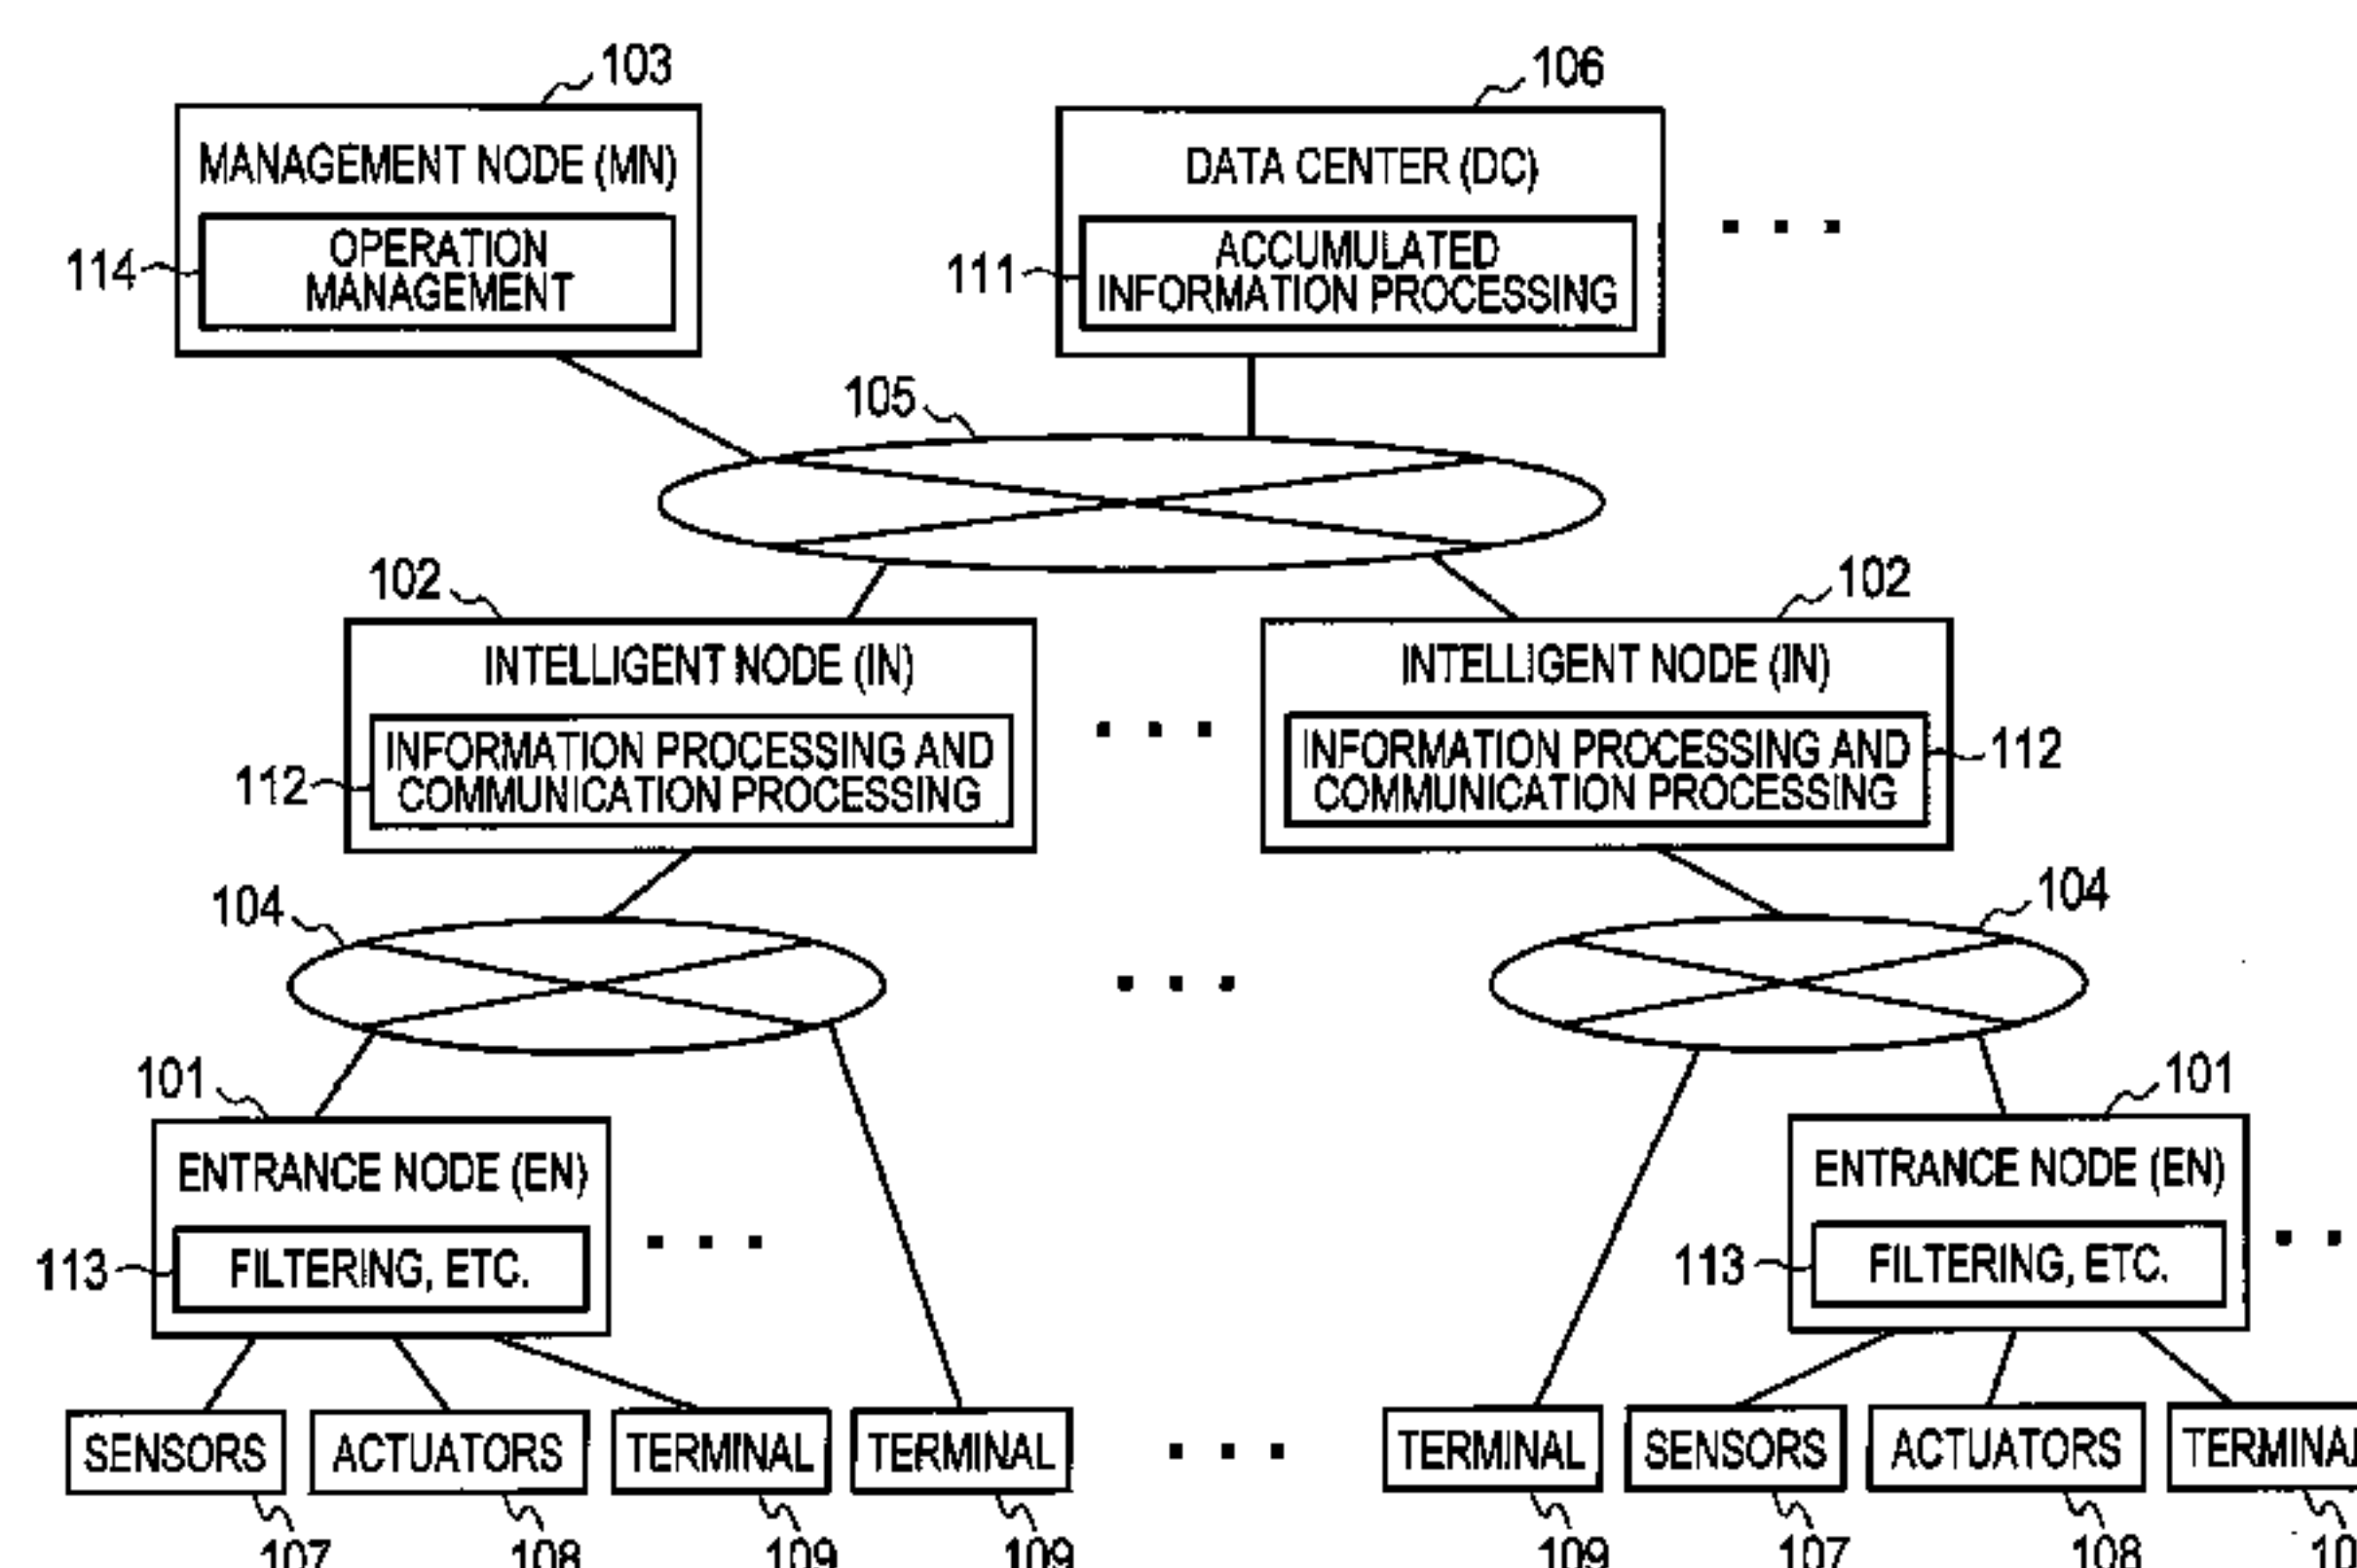 103
106
MANAGEMENT NODE (MN)
DATA CENTER (DC)
114
OPERATION
MANAGEMENT
111
ACCUMULATED
INFORMATION PROCESSING
105
102
102
INTELLIGENT NODE (IN)
INTELLIGENT NODE (IN)
112
INFORMATION PROCESSING AND
COMMUNICATION PROCESSING
INFORMATION PROCESSING AND
COMMUNICATION PROCESSING
112
104
104
101
101
ENTRANCE NODE (EN)
ENTRANCE NODE (EN)
113
FILTERING, ETC.
113
FILTERING, ETC.
SENSORS
ACTUATORS
TERMINAL
TERMINAL
TERMINAL
SENSORS
ACTUATORS
TERMINAL
107
108
109
109
109
107
108